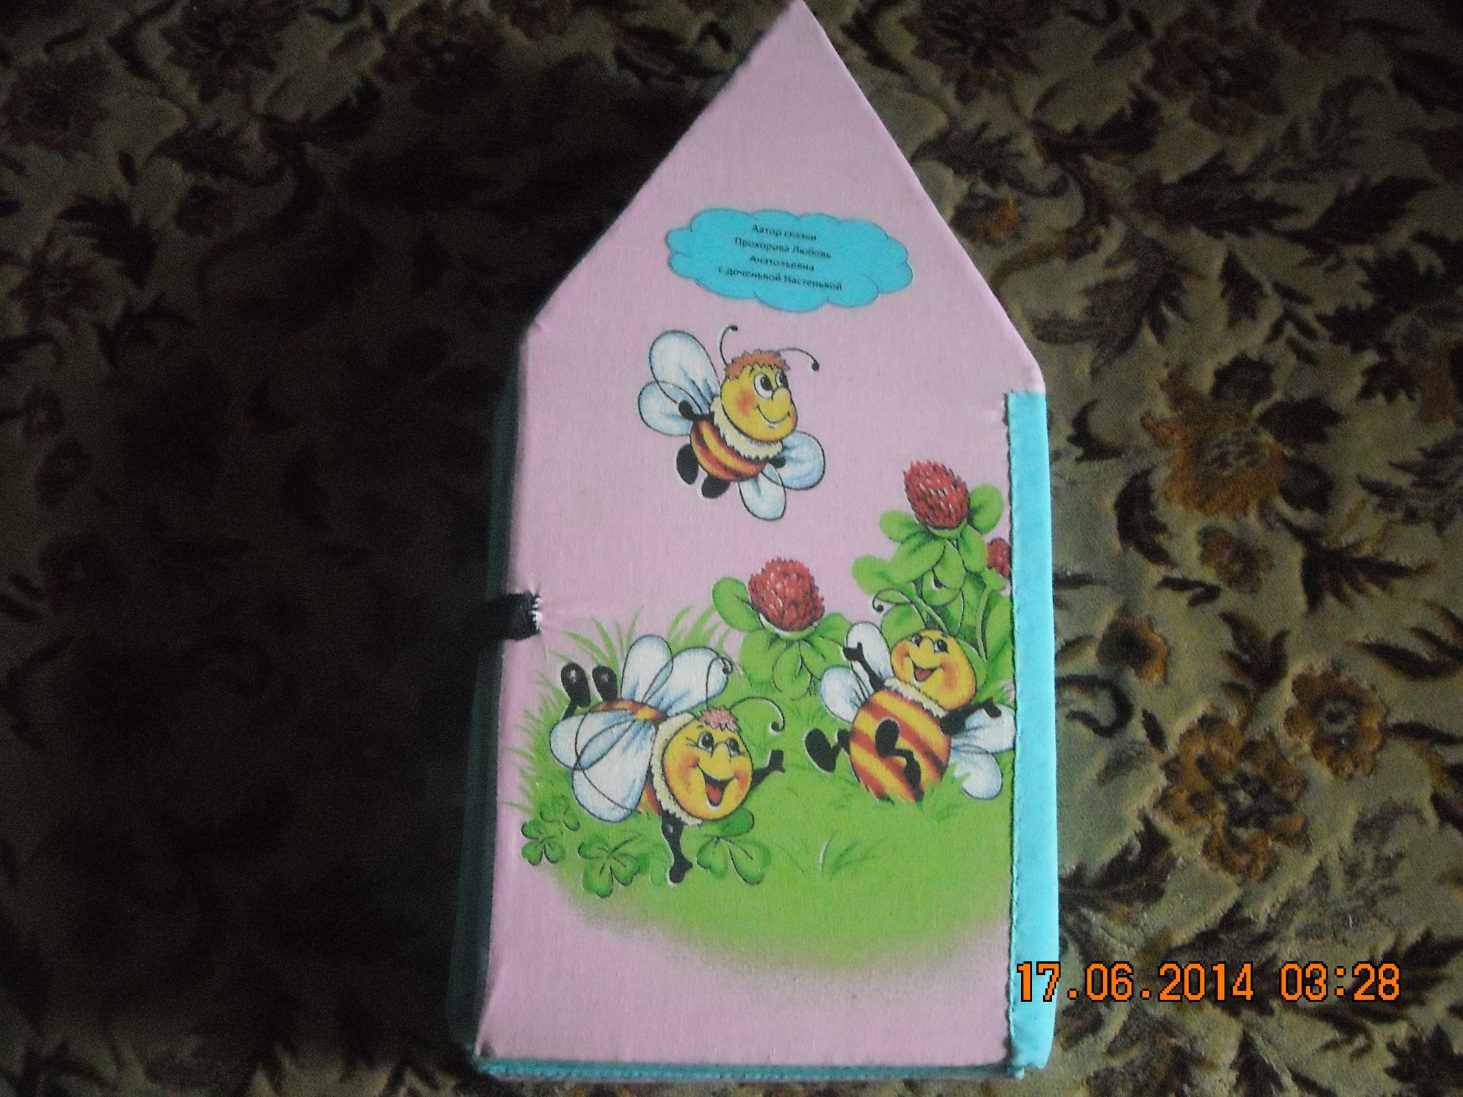 Автор сказки
Прохорова Любовь
Анатольевна
с доченькой Настенькой
17.06.2014 03:28